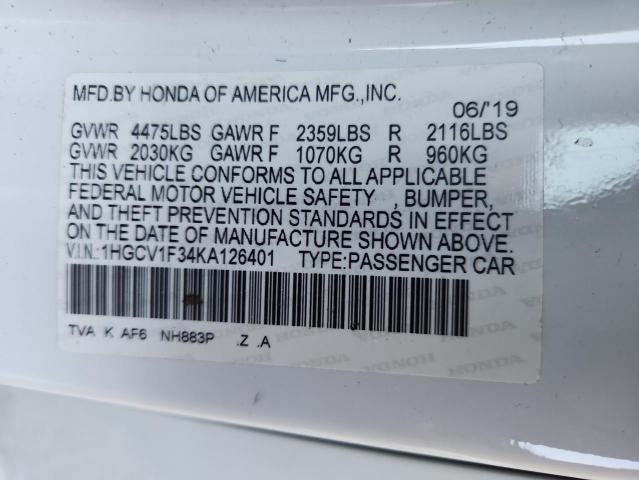 MFD.BY HONDA OF AMERICA MFG.,INC.
06/'19
GVWR 4475LBS GAWR F 2359LBS R 2116LBS
GVWR 2030KG GAWR F 1070KG R 960KG
THIS VEHICLE CONFORMS TO ALL APPLICABLE
FEDERAL MOTOR VEHICLE SAFETY , BUMPER,
AND THEFT PREVENTION STANDARDS IN EFFECT
ON THE DATE OF MANUFACTURE SHOWN ABOVE.
V.I.N.:1HGCV1F34KA126401 TYPE:PASSENGER CAR
TVA K AF6 NH883P .Z .A